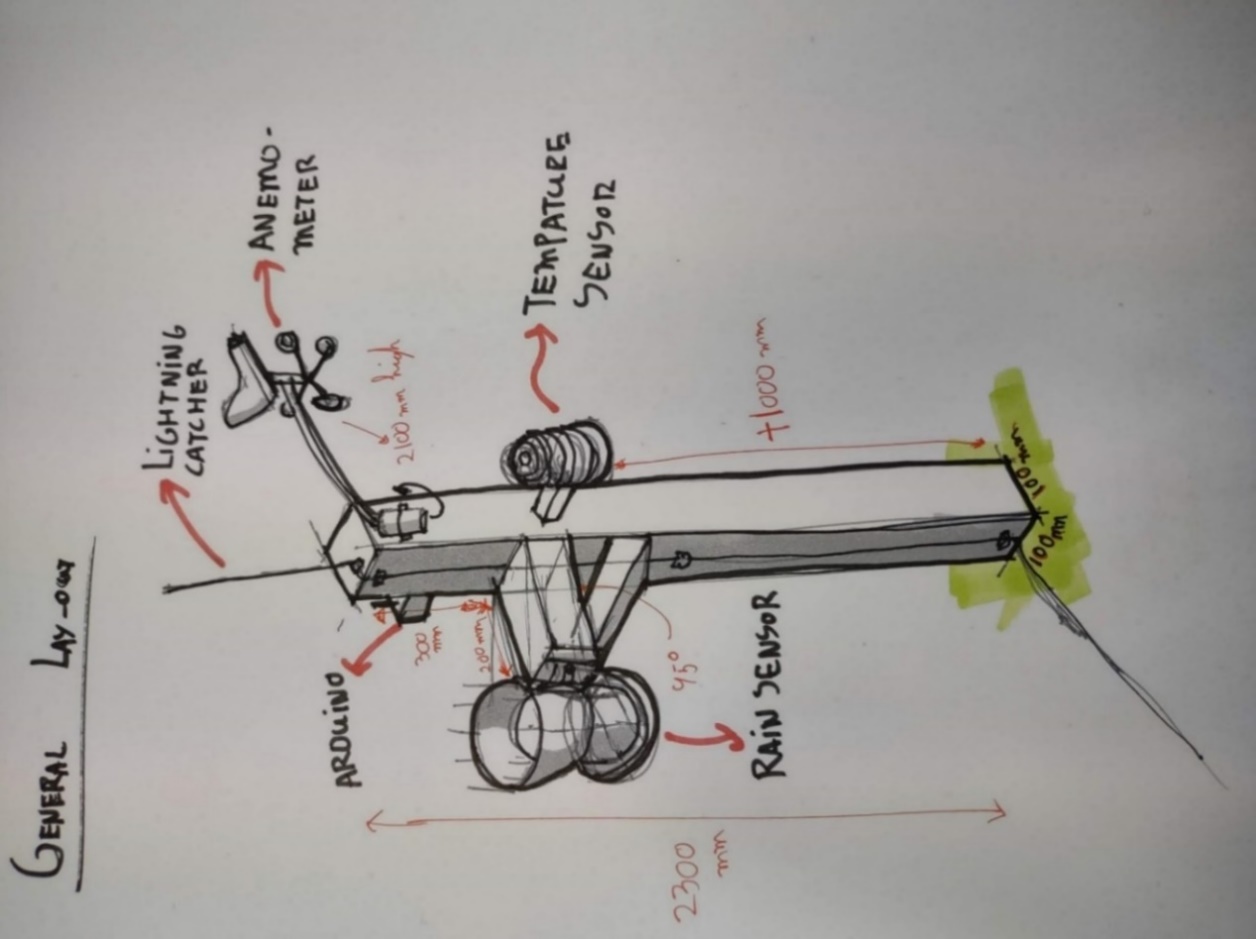 GENERAL LAY-OUT
LIGHTNING
CATCHER
ANEMO-
METER
2100 mm high
ARDUINO
300
mm
200 mm
TEMPATURE
SENSOR
45°
RAIN SENSOR
+1000 mm
2300
mm
100 mm
100 mm